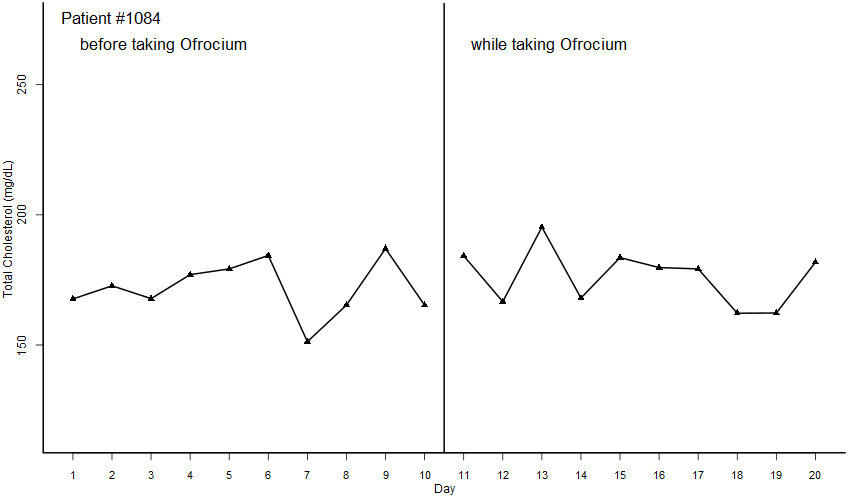 Patient #1084
before taking Ofrocium
while taking Ofrocium
250
200
150
Total Cholesterol (mg/dL)
1 2 3 4 5 6 7 8 9 10 11 12 13 14 15 16 17 18 19 20
Day